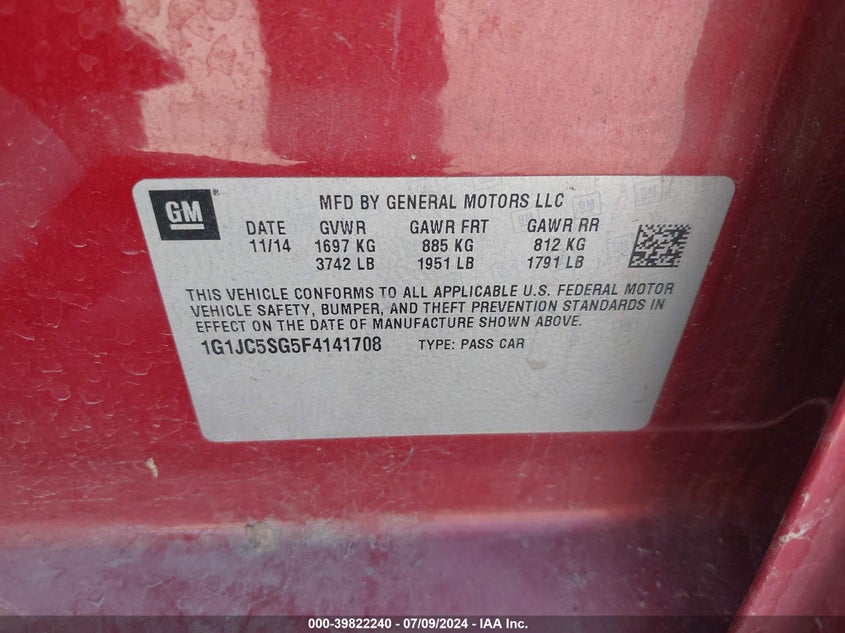 GM®
MFD BY GENERAL MOTORS LLC
DATE GVWR GAWR FRT GAWR RR
11/14 1697 KG 885 KG 812 KG
3742 LB 1951 LB 1791 LB
THIS VEHICLE CONFORMS TO ALL APPLICABLE U.S. FEDERAL MOTOR
VEHICLE SAFETY, BUMPER, AND THEFT PREVENTION STANDARDS IN
EFFECT ON THE DATE OF MANUFACTURE SHOWN ABOVE.
1G1JC5SG5F4141708 TYPE: PASS CAR
000-39822240 - 07/09/2024 - IAA Inc.